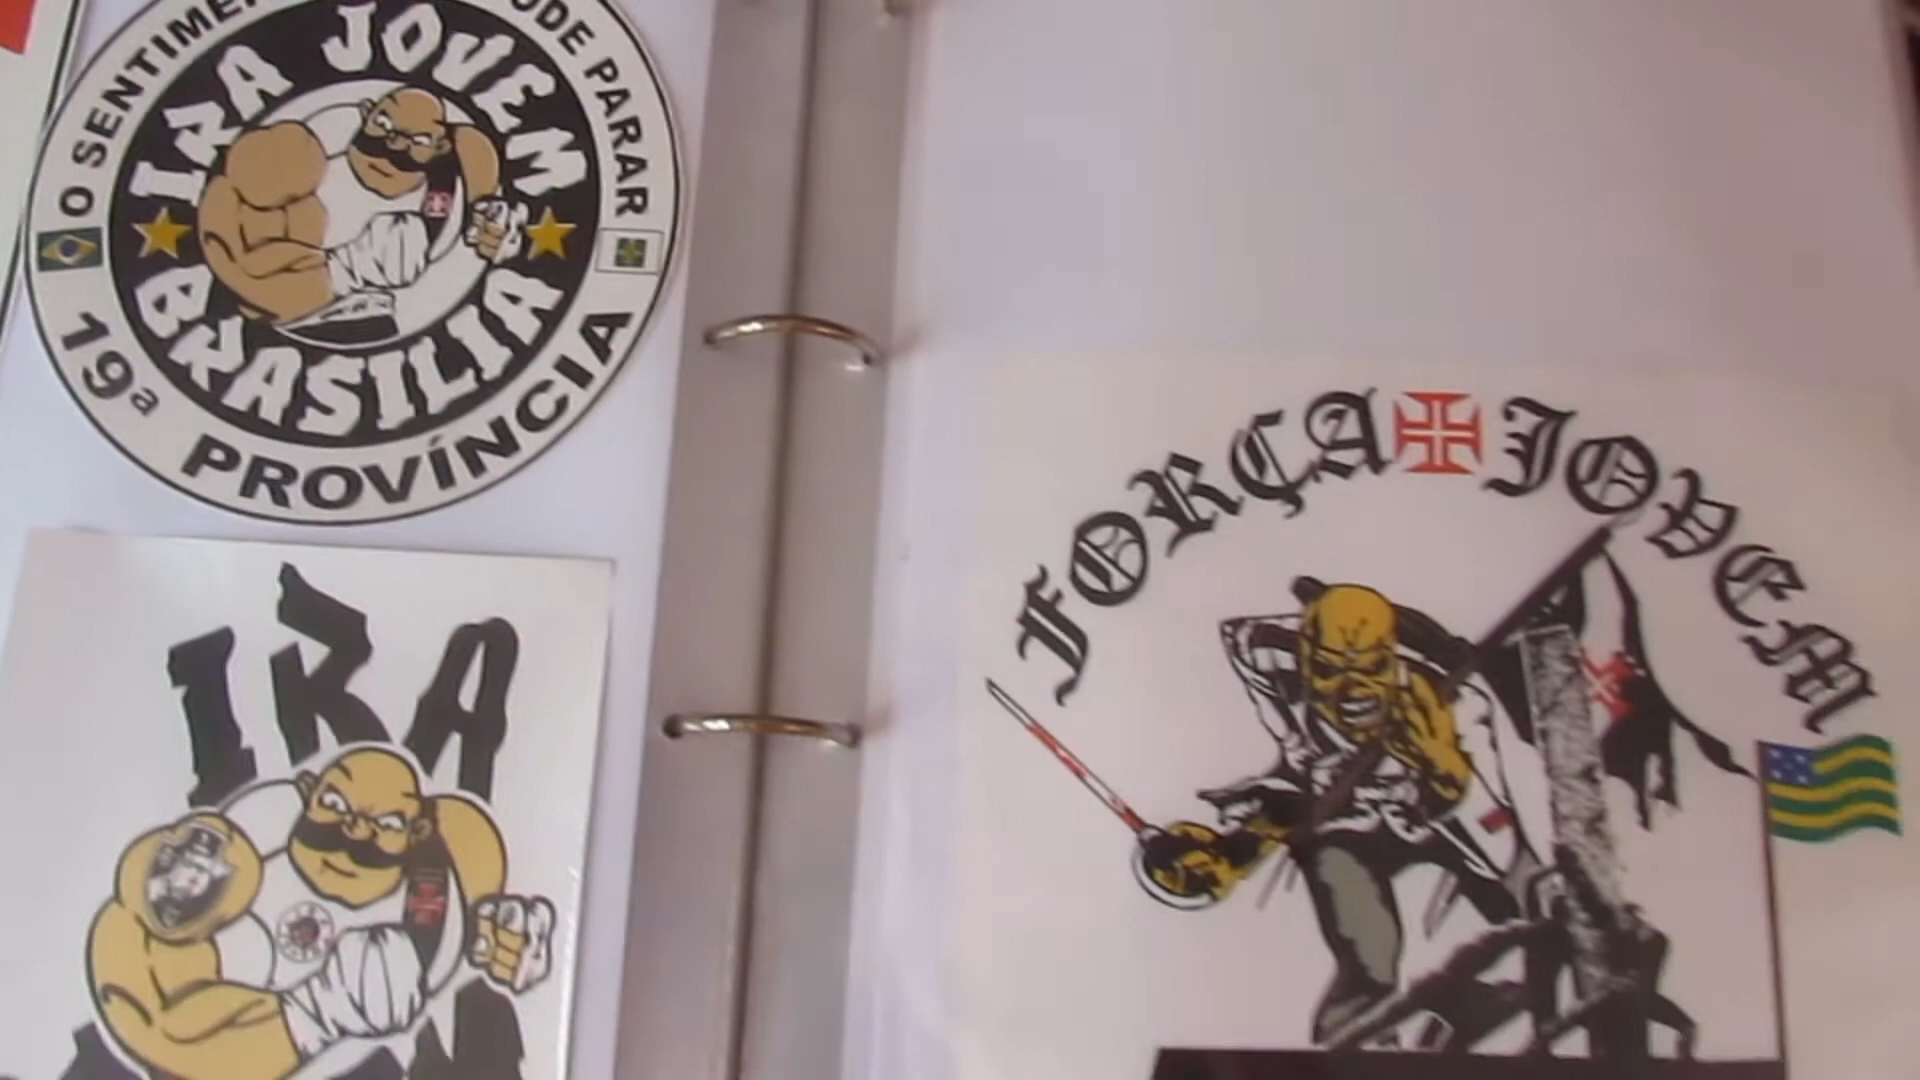 O SENTIME
ODE PARAR
IRA JOVEM
BRASILIA
19ª PROVÍNCIA
IRA
FORÇA JOVEM